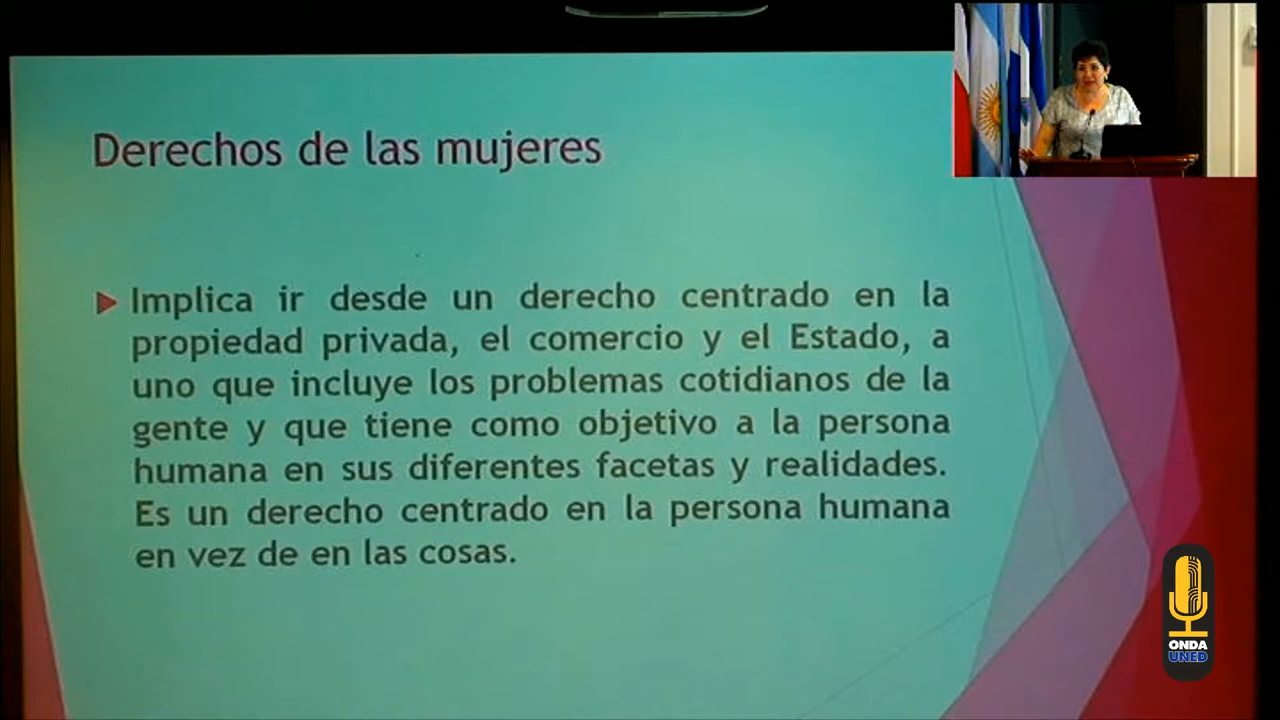 Derechos de las mujeres
Implica ir desde un derecho centrado en la
propiedad privada, el comercio y el Estado, a
uno que incluye los problemas cotidianos de la
gente y que tiene como objetivo a la persona
humana en sus diferentes facetas y realidades.
Es un derecho centrado en la persona humana
en vez de en las cosas.
ONDA
UNED